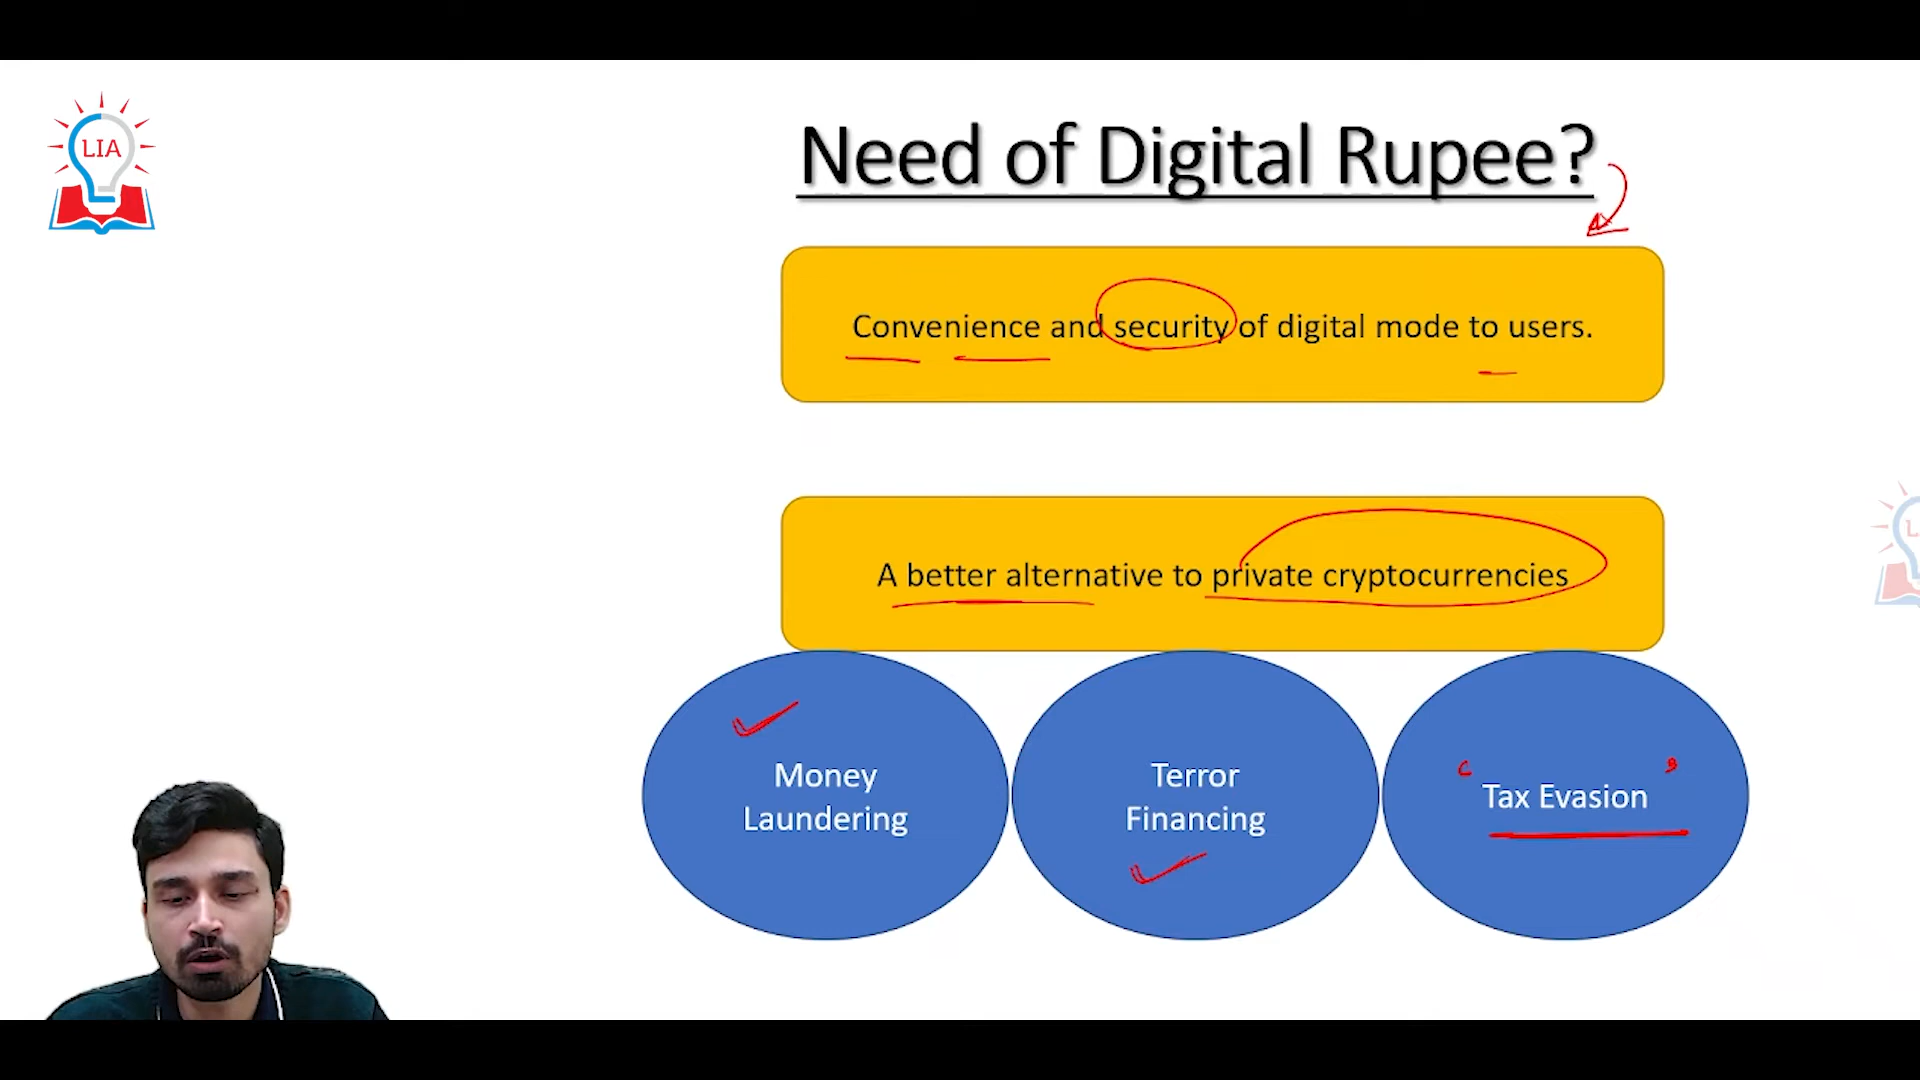 LIA
Need of Digital Rupee?
Convenience and security of digital mode to users.
A better alternative to private cryptocurrencies
Money
Laundering
Terror
Financing
Tax Evasion